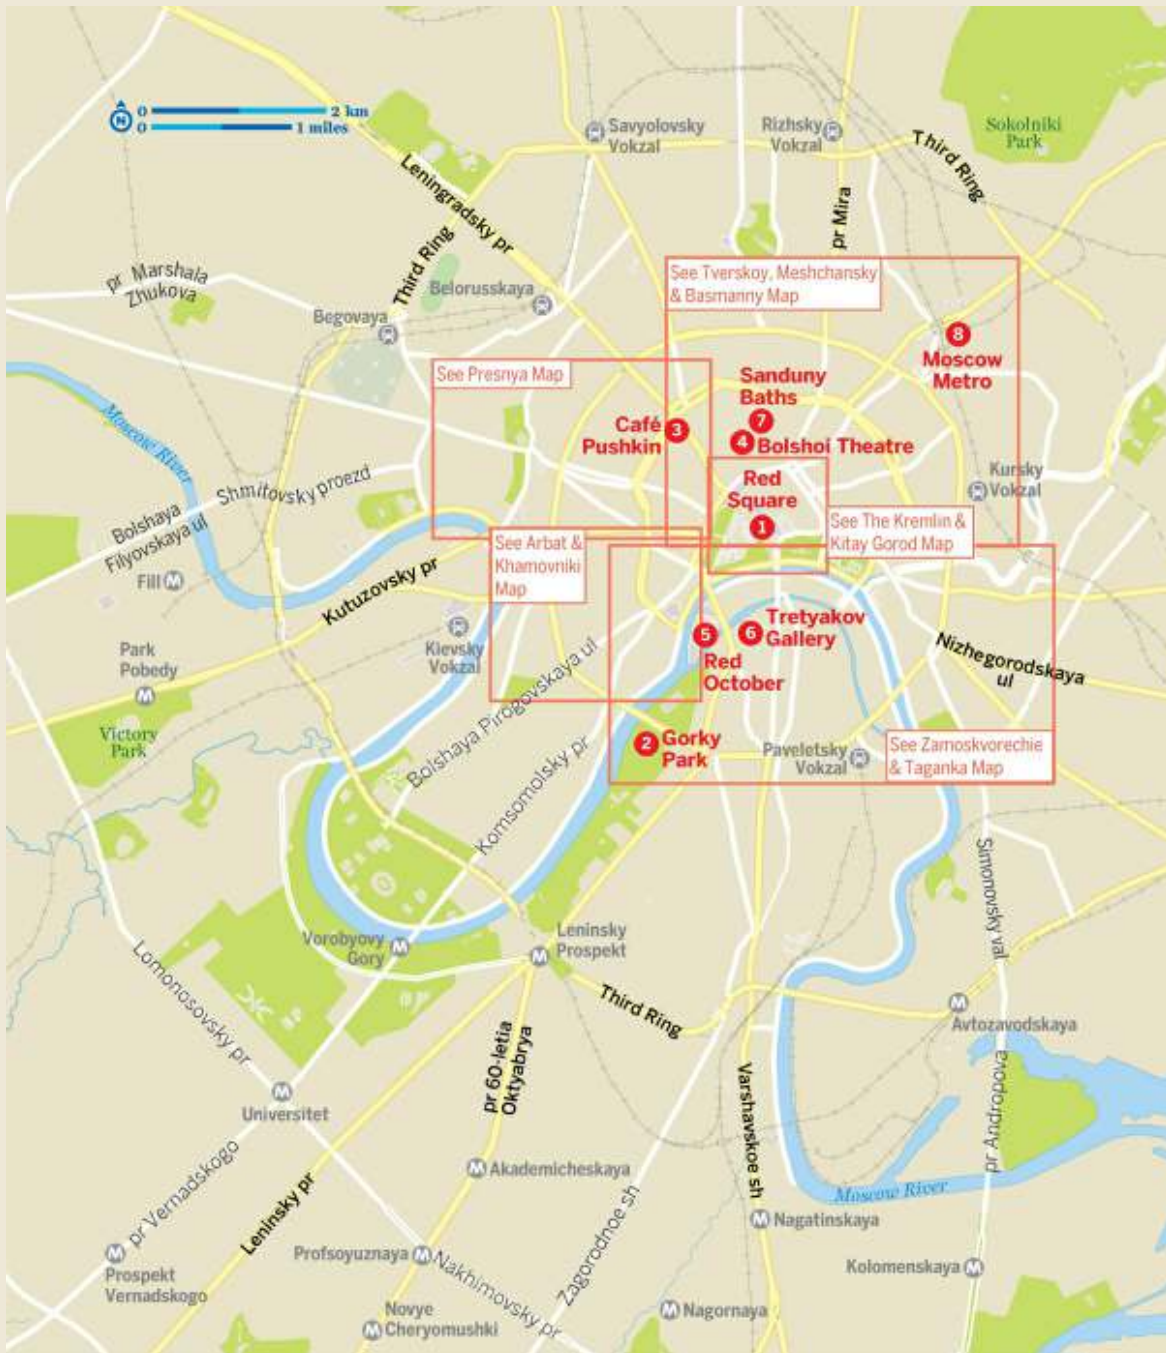 0 2 km
N
0 1 miles
Savyolovsky
Vokzal
Rizhsky
Vokzal
Sokolniki
Park
Third Ring
Leningradsky pr
pr Mira
Third Ring
pr Marshala
Zhukova
Belorusskaya
Begovaya
See Tverskoy, Meshchansky
& Basmanny Map
8
Moscow
Metro
See Presnya Map
Sanduny
Baths
7
Café
Pushkin
3
4
Bolshoi Theatre
Moscow River
Red
Square
1
Kursky
Vokzal
Shmitovsky proezd
Bolshaya
Filyovskaya ul
See The Kremlin &
Kitay Gorod Map
See Arbat &
Khamovniki
Map
Fili
M
Kutuzovsky pr
Kievsky
Vokzal
Park
Pobedy
M
5
Red
October
6
Tretyakov
Gallery
Nizhegorodskaya
ul
Victory
Park
Bolshaya Pirogovskaya ul
2
Gorky
Park
Paveletsky
Vokzal
See Zamoskvorechie
& Taganka Map
Komsomolsky pr
Simonovsky val
Vorobyovy
Gory
M
Leninsky
Prospekt
M
Lomonosovsky pr
Third Ring
M
Avtozavodskaya
pr 60-letia
Oktyabrya
Varshavskoe sh
pr Andropova
M
Universitet
M
Akademicheskaya
Moscow River
pr Vernadskogo
Leninsky pr
Zagorodnoe sh
M
Nagatinskaya
M
Prospekt
Vernadskogo
Profsoyuznaya
M
Nakhimovsky pr
Kolomenskaya
M
Novye
Cheryomushki
M
M
Nagornaya